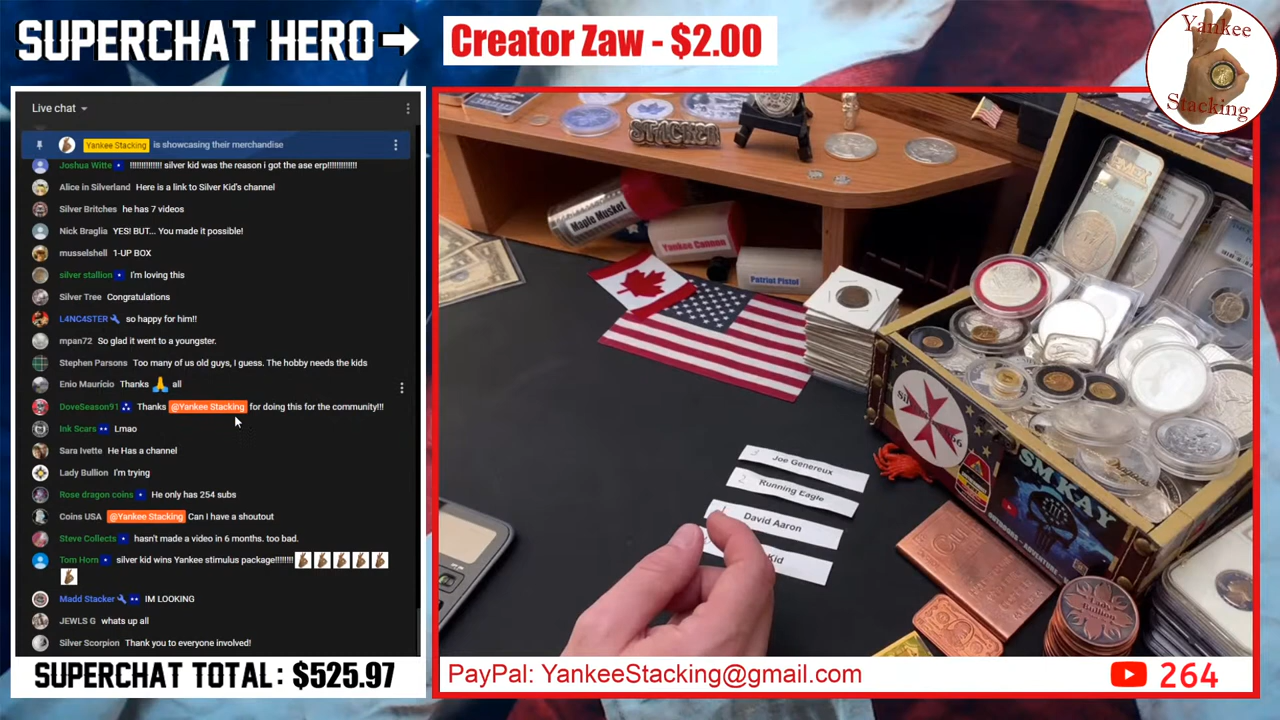 SUPERCHAT HERO
Creator Zaw - $2.00
Yankee
Stacking
Live chat
Yankee Stacking is showcasing their merchandise
Joshua Witte !!!!!!!!!!!!!! silver kid was the reason i got the ase erp!!!!!!!!!!!!
Alice in Silverland Here is a link to Silver Kid's channel
Silver Britches he has 7 videos
Nick Braglia YES! BUT... You made it possible!
musselshell 1-UP BOX
silver stallion I'm loving this
Silver Tree Congratulations
L4NC4STER so happy for him!!
mpan72 So glad it went to a youngster.
Stephen Parsons Too many of us old guys, I guess. The hobby needs the kids
Enio Maurício Thanks 🙏 all
DoveSeason91 Thanks @Yankee Stacking for doing this for the community!!!
Ink Scars Lmao
Sara Ivette He Has a channel
Lady Bullion I'm trying
Rose dragon coins He only has 254 subs
Coins USA @Yankee Stacking Can I have a shoutout
Steve Collects hasn't made a video in 6 months. too bad.
Tom Horn silver kid wins Yankee stimulus package!!!!!!!!
Madd Stacker IM LOOKING
JEWLS G whats up all
Silver Scorpion Thank you to everyone involved!
SUPERCHAT TOTAL: $525.97
STACKER
Maple Musket
Yankee Cannon
Patriot Pistol
3 Joe Genereux
2 Running Eagle
David Aaron
Kid
SM KAY
PayPal: YankeeStacking@gmail.com
264